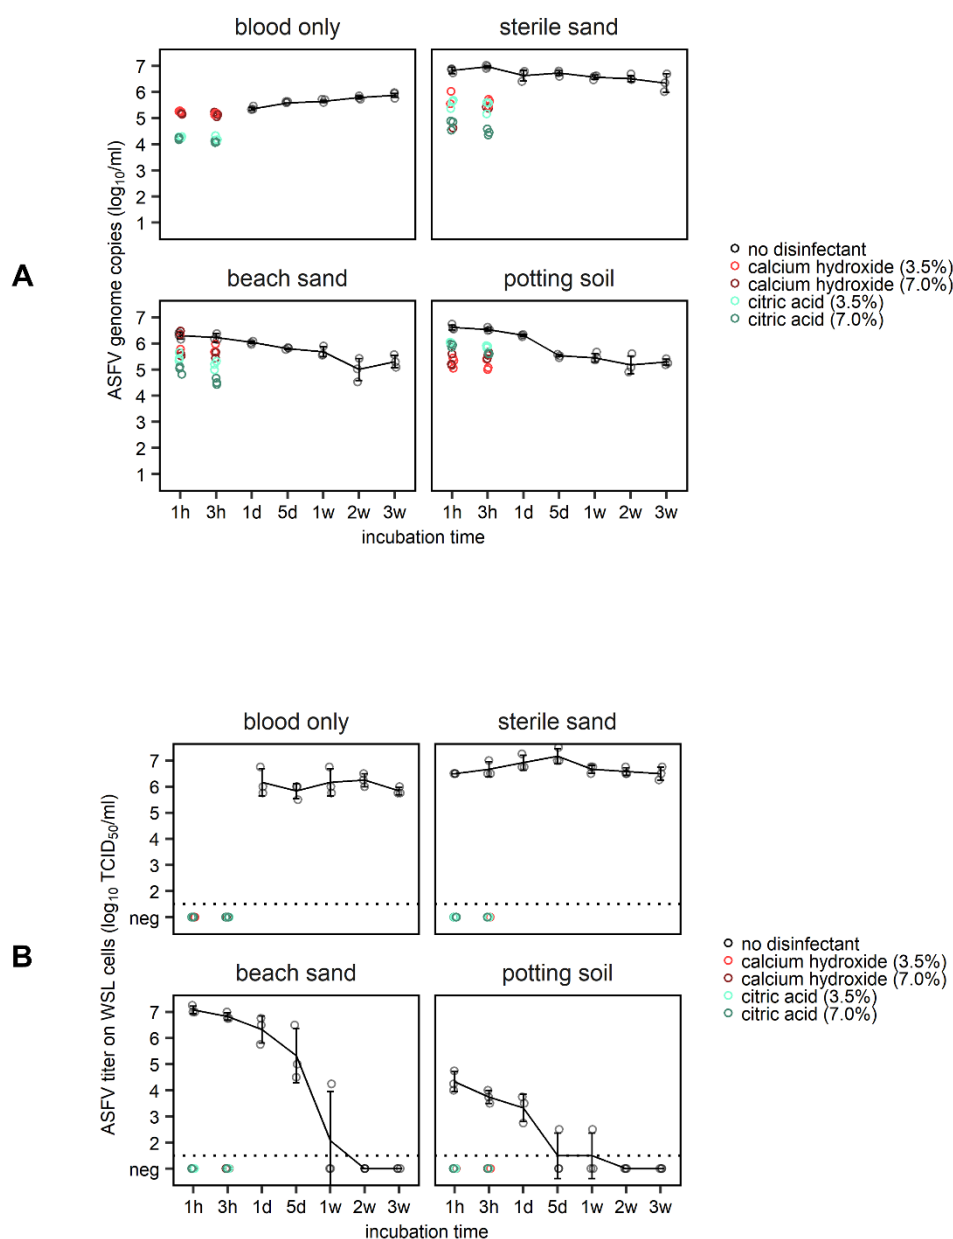 blood only
sterile sand
7
6
5
4
3
2
1
ASFV genome copies (log10/ml)
A
no disinfectant
calcium hydroxide (3.5%)
calcium hydroxide (7.0%)
citric acid (3.5%)
citric acid (7.0%)
beach sand
potting soil
7
6
5
4
3
2
1
1h 3h 1d 5d 1w 2w 3w
1h 3h 1d 5d 1w 2w 3w
incubation time
blood only
sterile sand
7
6
5
4
3
2
neg
ASFV titer on WSL cells (log10 TCID50/ml)
B
no disinfectant
calcium hydroxide (3.5%)
calcium hydroxide (7.0%)
citric acid (3.5%)
citric acid (7.0%)
beach sand
potting soil
7
6
5
4
3
2
neg
1h 3h 1d 5d 1w 2w 3w
1h 3h 1d 5d 1w 2w 3w
incubation time